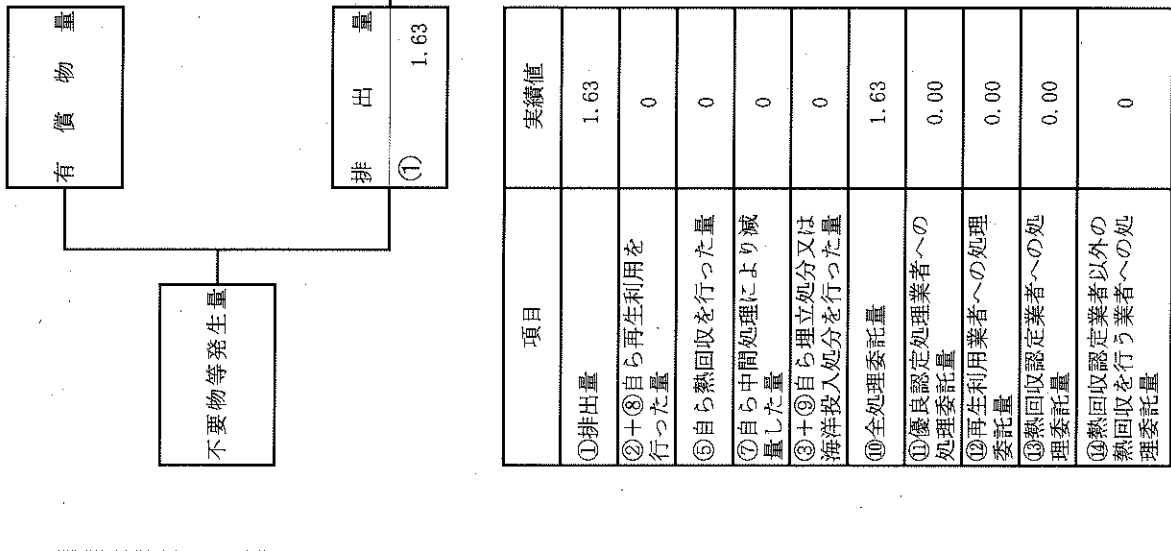 有償物量
不要物等発生量
排出量
① 1.63
項目 実績値
①排出量 1.63
②+⑧自ら再生利用を
行った量 0
⑤自ら熱回収を行った量 0
⑦自ら中間処理により減
量した量 0
③+⑨自ら埋立処分又は
海洋投入処分を行った量 0
⑩全処理委託量 1.63
⑪優良認定処理業者への
処理委託量 0.00
⑫再生利用業者への処理
委託量 0.00
⑬熱回収認定業者への処
理委託量 0.00
⑭熱回収認定業者以外の
熱回収を行う業者への処
理委託量 0